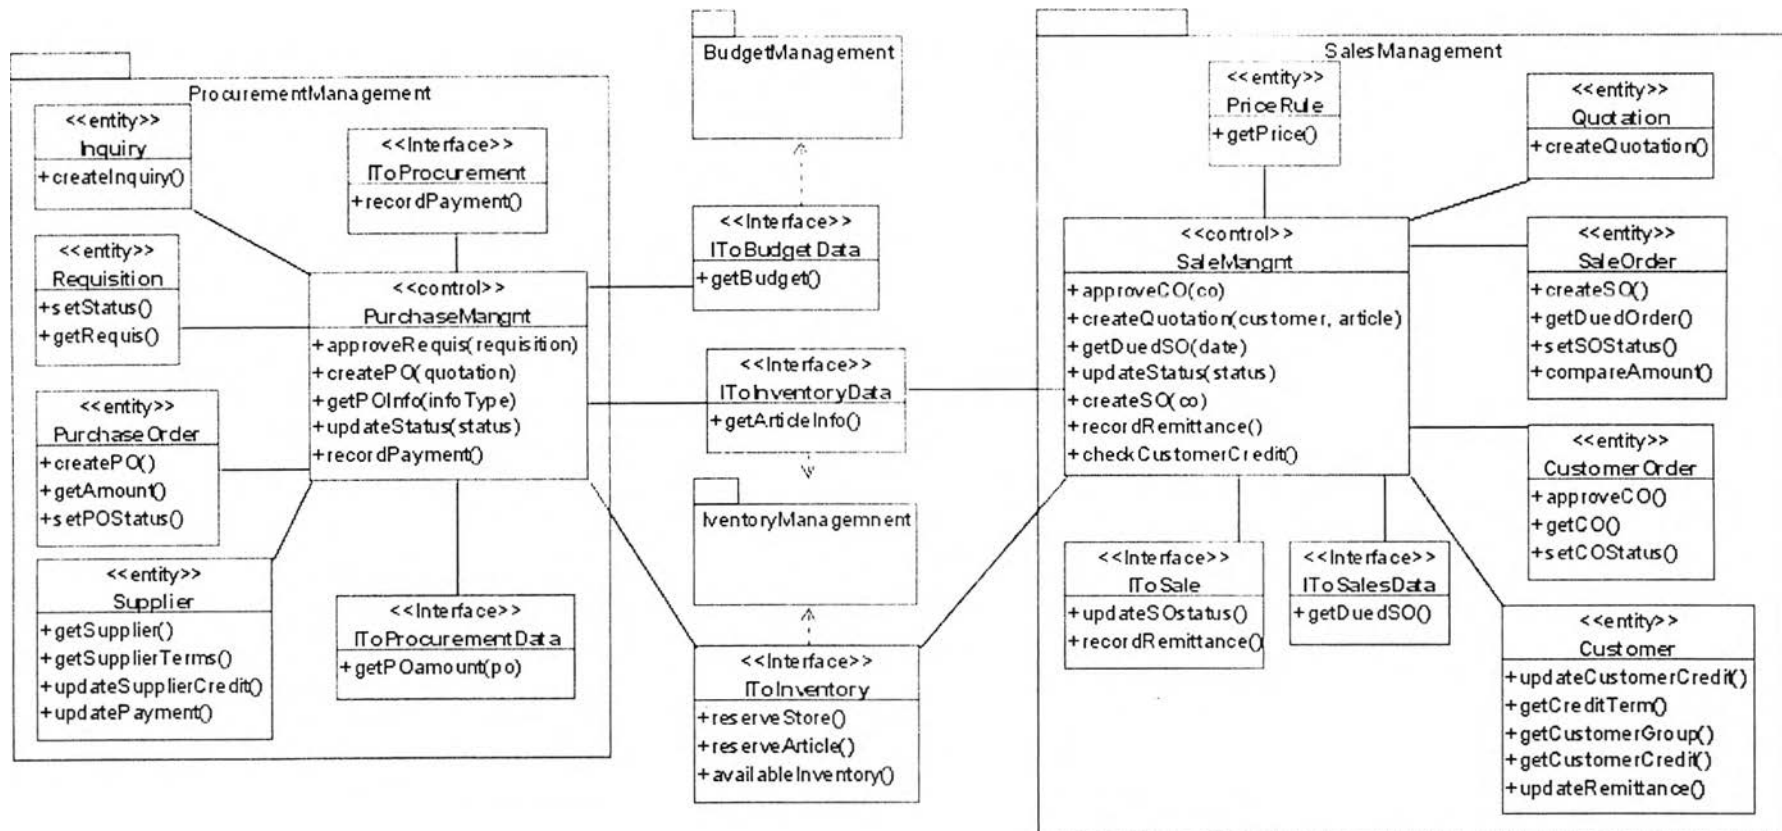 ProcurementManagement
<<entity>>
Inquiry
+createInquiry()
<<Interface>>
IToProcurement
+recordPayment()
<<entity>>
Requisition
+setStatus()
+getRequis()
<<control>>
PurchaseMangnt
+approveRequis(requisition)
+createPO(quotation)
+getPOInfo(infoType)
+updateStatus(status)
+recordPayment()
<<entity>>
PurchaseOrder
+createPO()
+getAmount()
+setPOStatus()
<<entity>>
Supplier
+getSupplier()
+getSupplierTerms()
+updateSupplierCredit()
+updatePayment()
<<Interface>>
IToProcurementData
+getPOamount(po)
BudgetManagement
<<Interface>>
IToBudgetData
+getBudget()
<<Interface>>
IToInventoryData
+getArticleInfo()
IventoryManagemnent
<<Interface>>
IToInventory
+reserveStore()
+reserveArticle()
+availableInventory()
SalesManagement
<<entity>>
PriceRule
+getPrice()
<<entity>>
Quotation
+createQuotation()
<<control>>
SaleMangnt
+approveCO(co)
+createQuotation(customer, article)
+getDuedSO(date)
+updateStatus(status)
+createSO(co)
+recordRemittance()
+checkCustomerCredit()
<<entity>>
SaleOrder
+createSO()
+getDuedOrder()
+setSOStatus()
+compareAmount()
<<entity>>
CustomerOrder
+approveCO()
+getCO()
+setCOStatus()
<<Interface>>
IToSale
+updateSOstatus()
+recordRemittance()
<<Interface>>
IToSalesData
+getDuedSO()
<<entity>>
Customer
+updateCustomerCredit()
+getCreditTerm()
+getCustomerGroup()
+getCustomerCredit()
+updateRemittance()